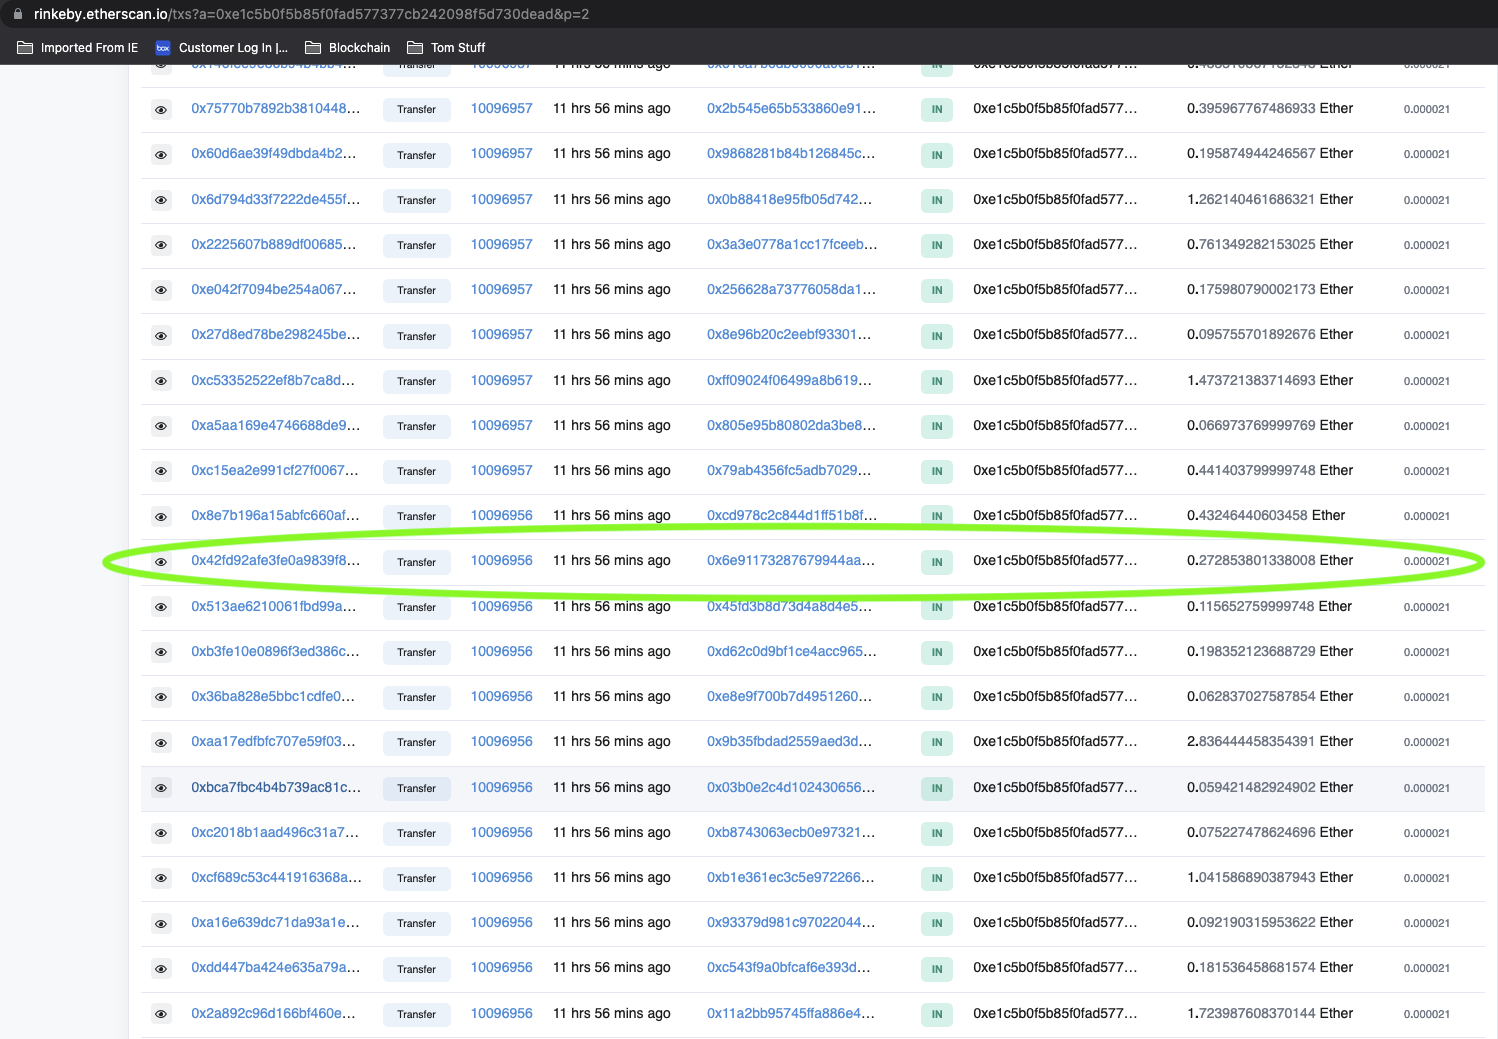 rinkeby.etherscan.io/txs?a=0xe1c5b0f5b85f0fad577377cb242098f5d730dead&p=2
Imported From IE box Customer Log In |... Blockchain Tom Stuff
0x75770b7892b3810448... Transfer 10096957 11 hrs 56 mins ago 0x2b545e65b533860e91... IN 0xe1c5b0f5b85f0fad577... 0.395967767486933 Ether 0.000021
0x60d6ae39f49dbda4b2... Transfer 10096957 11 hrs 56 mins ago 0x9868281b84b126845c... IN 0xe1c5b0f5b85f0fad577... 0.195874944246567 Ether 0.000021
0x6d794d33f7222de455f... Transfer 10096957 11 hrs 56 mins ago 0x0b88418e95fb05d742... IN 0xe1c5b0f5b85f0fad577... 1.262140461686321 Ether 0.000021
0x2225607b889df00685... Transfer 10096957 11 hrs 56 mins ago 0x3a3e0778a1cc17fceeb... IN 0xe1c5b0f5b85f0fad577... 0.761349282153025 Ether 0.000021
0xe042f7094be254a067... Transfer 10096957 11 hrs 56 mins ago 0x256628a73776058da1... IN 0xe1c5b0f5b85f0fad577... 0.175980790002173 Ether 0.000021
0x27d8ed78be298245be... Transfer 10096957 11 hrs 56 mins ago 0x8e96b20c2eebf93301... IN 0xe1c5b0f5b85f0fad577... 0.095755701892676 Ether 0.000021
0xc53352522ef8b7ca8d... Transfer 10096957 11 hrs 56 mins ago 0xff09024f06499a8b619... IN 0xe1c5b0f5b85f0fad577... 1.473721383714693 Ether 0.000021
0xa5aa169e4746688de9... Transfer 10096957 11 hrs 56 mins ago 0x805e95b80802da3be8... IN 0xe1c5b0f5b85f0fad577... 0.066973769999769 Ether 0.000021
0xc15ea2e991cf27f0067... Transfer 10096957 11 hrs 56 mins ago 0x79ab4356fc5adb7029... IN 0xe1c5b0f5b85f0fad577... 0.441403799999748 Ether 0.000021
0x8e7b196a15abfc660af... Transfer 10096956 11 hrs 56 mins ago 0xcd978c2c844d1ff51b8f... IN 0xe1c5b0f5b85f0fad577... 0.43246440603458 Ether 0.000021
0x42fd92afe3fe0a9839f8... Transfer 10096956 11 hrs 56 mins ago 0x6e91173287679944aa... IN 0xe1c5b0f5b85f0fad577... 0.272853801338008 Ether 0.000021
0x513ae6210061fbd99a... Transfer 10096956 11 hrs 56 mins ago 0x45fd3b8d73d4a8d4e5... IN 0xe1c5b0f5b85f0fad577... 0.115652759999748 Ether 0.000021
0xb3fe10e0896f3ed386c... Transfer 10096956 11 hrs 56 mins ago 0xd62c0d9bf1ce4acc965... IN 0xe1c5b0f5b85f0fad577... 0.198352123688729 Ether 0.000021
0x36ba828e5bbc1cdfe0... Transfer 10096956 11 hrs 56 mins ago 0xe8e9f700b7d4951260... IN 0xe1c5b0f5b85f0fad577... 0.062837027587854 Ether 0.000021
0xaa17edfbfc707e59f03... Transfer 10096956 11 hrs 56 mins ago 0x9b35fbdad2559aed3d... IN 0xe1c5b0f5b85f0fad577... 2.836444458354391 Ether 0.000021
0xbca7fbc4b4b739ac81c... Transfer 10096956 11 hrs 56 mins ago 0x03b0e2c4d102430656... IN 0xe1c5b0f5b85f0fad577... 0.059421482924902 Ether 0.000021
0xc2018b1aad496c31a7... Transfer 10096956 11 hrs 56 mins ago 0xb8743063ecb0e97321... IN 0xe1c5b0f5b85f0fad577... 0.075227478624696 Ether 0.000021
0xcf689c53c441916368a... Transfer 10096956 11 hrs 56 mins ago 0xb1e361ec3c5e972266... IN 0xe1c5b0f5b85f0fad577... 1.041586890387943 Ether 0.000021
0xa16e639dc71da93a1e... Transfer 10096956 11 hrs 56 mins ago 0x93379d981c97022044... IN 0xe1c5b0f5b85f0fad577... 0.092190315953622 Ether 0.000021
0xdd447ba424e635a79a... Transfer 10096956 11 hrs 56 mins ago 0xc543f9a0bfcaf6e393d... IN 0xe1c5b0f5b85f0fad577... 0.181536458681574 Ether 0.000021
0x2a892c96d166bf460e... Transfer 10096956 11 hrs 56 mins ago 0x11a2bb95745ffa886e4... IN 0xe1c5b0f5b85f0fad577... 1.723987608370144 Ether 0.000021